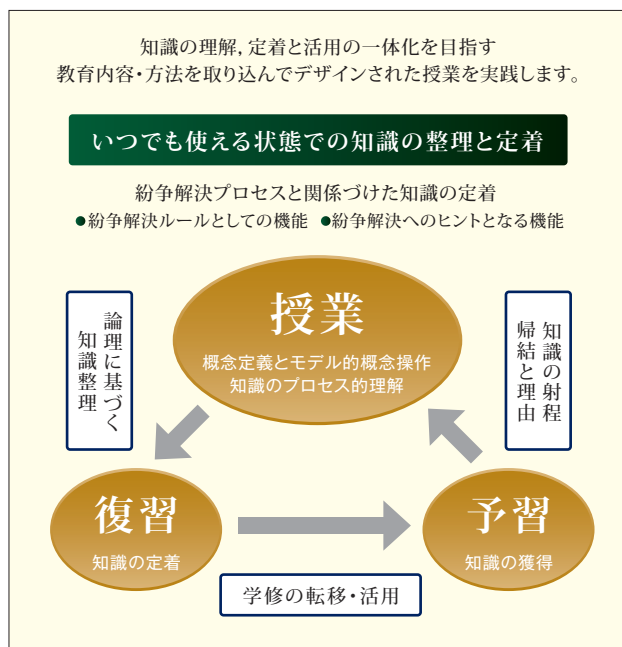 知識の理解，定着と活用の一体化を目指す
教育内容・方法を取り込んでデザインされた授業を実践します。
いつでも使える状態での知識の整理と定着
紛争解決プロセスと関係づけた知識の定着
●紛争解決ルールとしての機能 ●紛争解決へのヒントとなる機能
授業
概念定義とモデル的概念操作
知識のプロセス的理解
論理に基づく
知識整理
知識の射程
帰結と理由
復習
知識の定着
予習
知識の獲得
学修の転移・活用